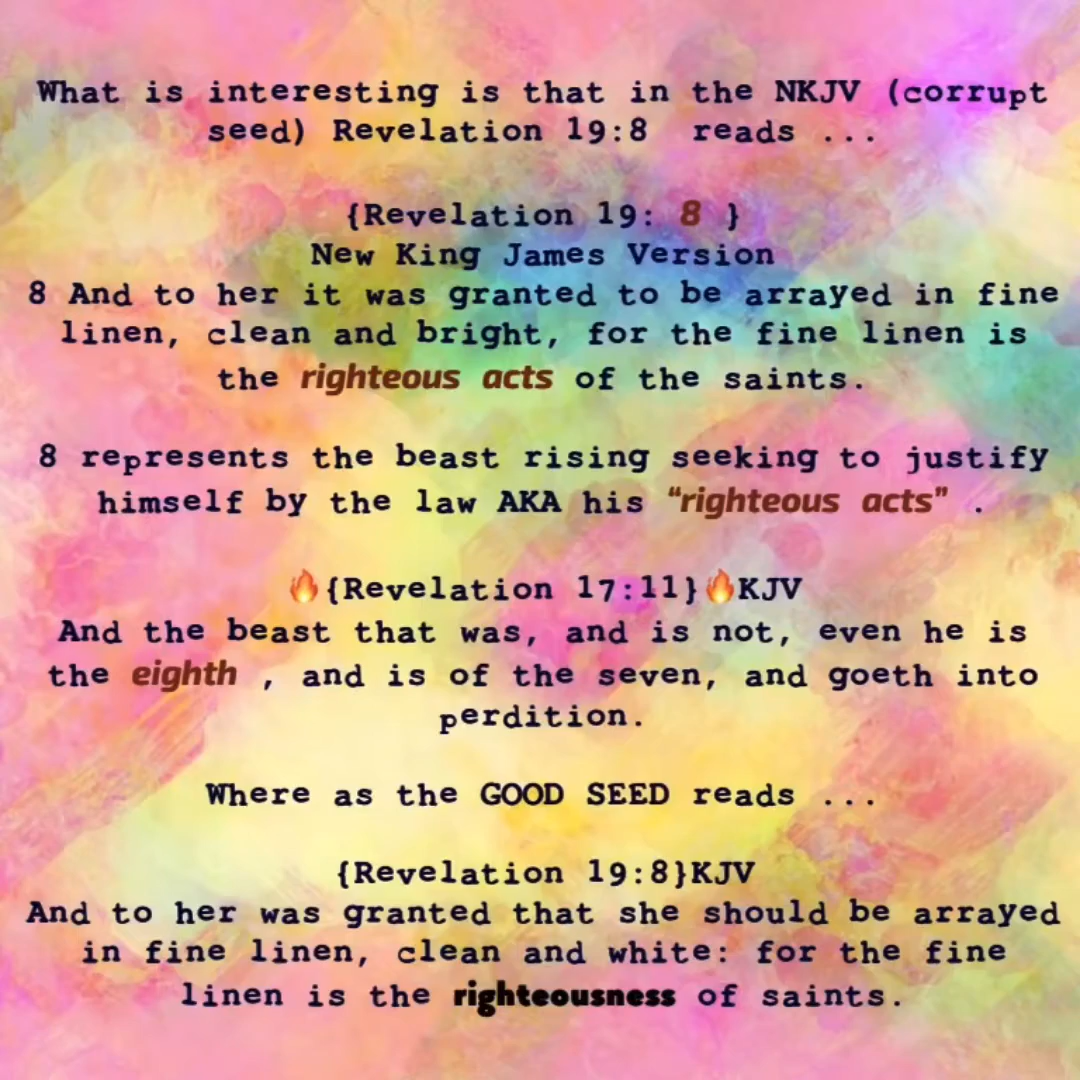 What is interesting is that in the NKJV (corrupt
seed) Revelation 19:8 reads ...
{Revelation 19: 8 }
New King James Version
8 And to her it was granted to be arrayed in fine
linen, clean and bright, for the fine linen is
the righteous acts of the saints.
8 represents the beast rising seeking to justify
himself by the law AKA his “righteous acts” .
🔥{Revelation 17:11}🔥KJV
And the beast that was, and is not, even he is
the eighth , and is of the seven, and goeth into
perdition.
Where as the GOOD SEED reads ...
{Revelation 19:8}KJV
And to her was granted that she should be arrayed
in fine linen, clean and white: for the fine
linen is the righteousness of saints.